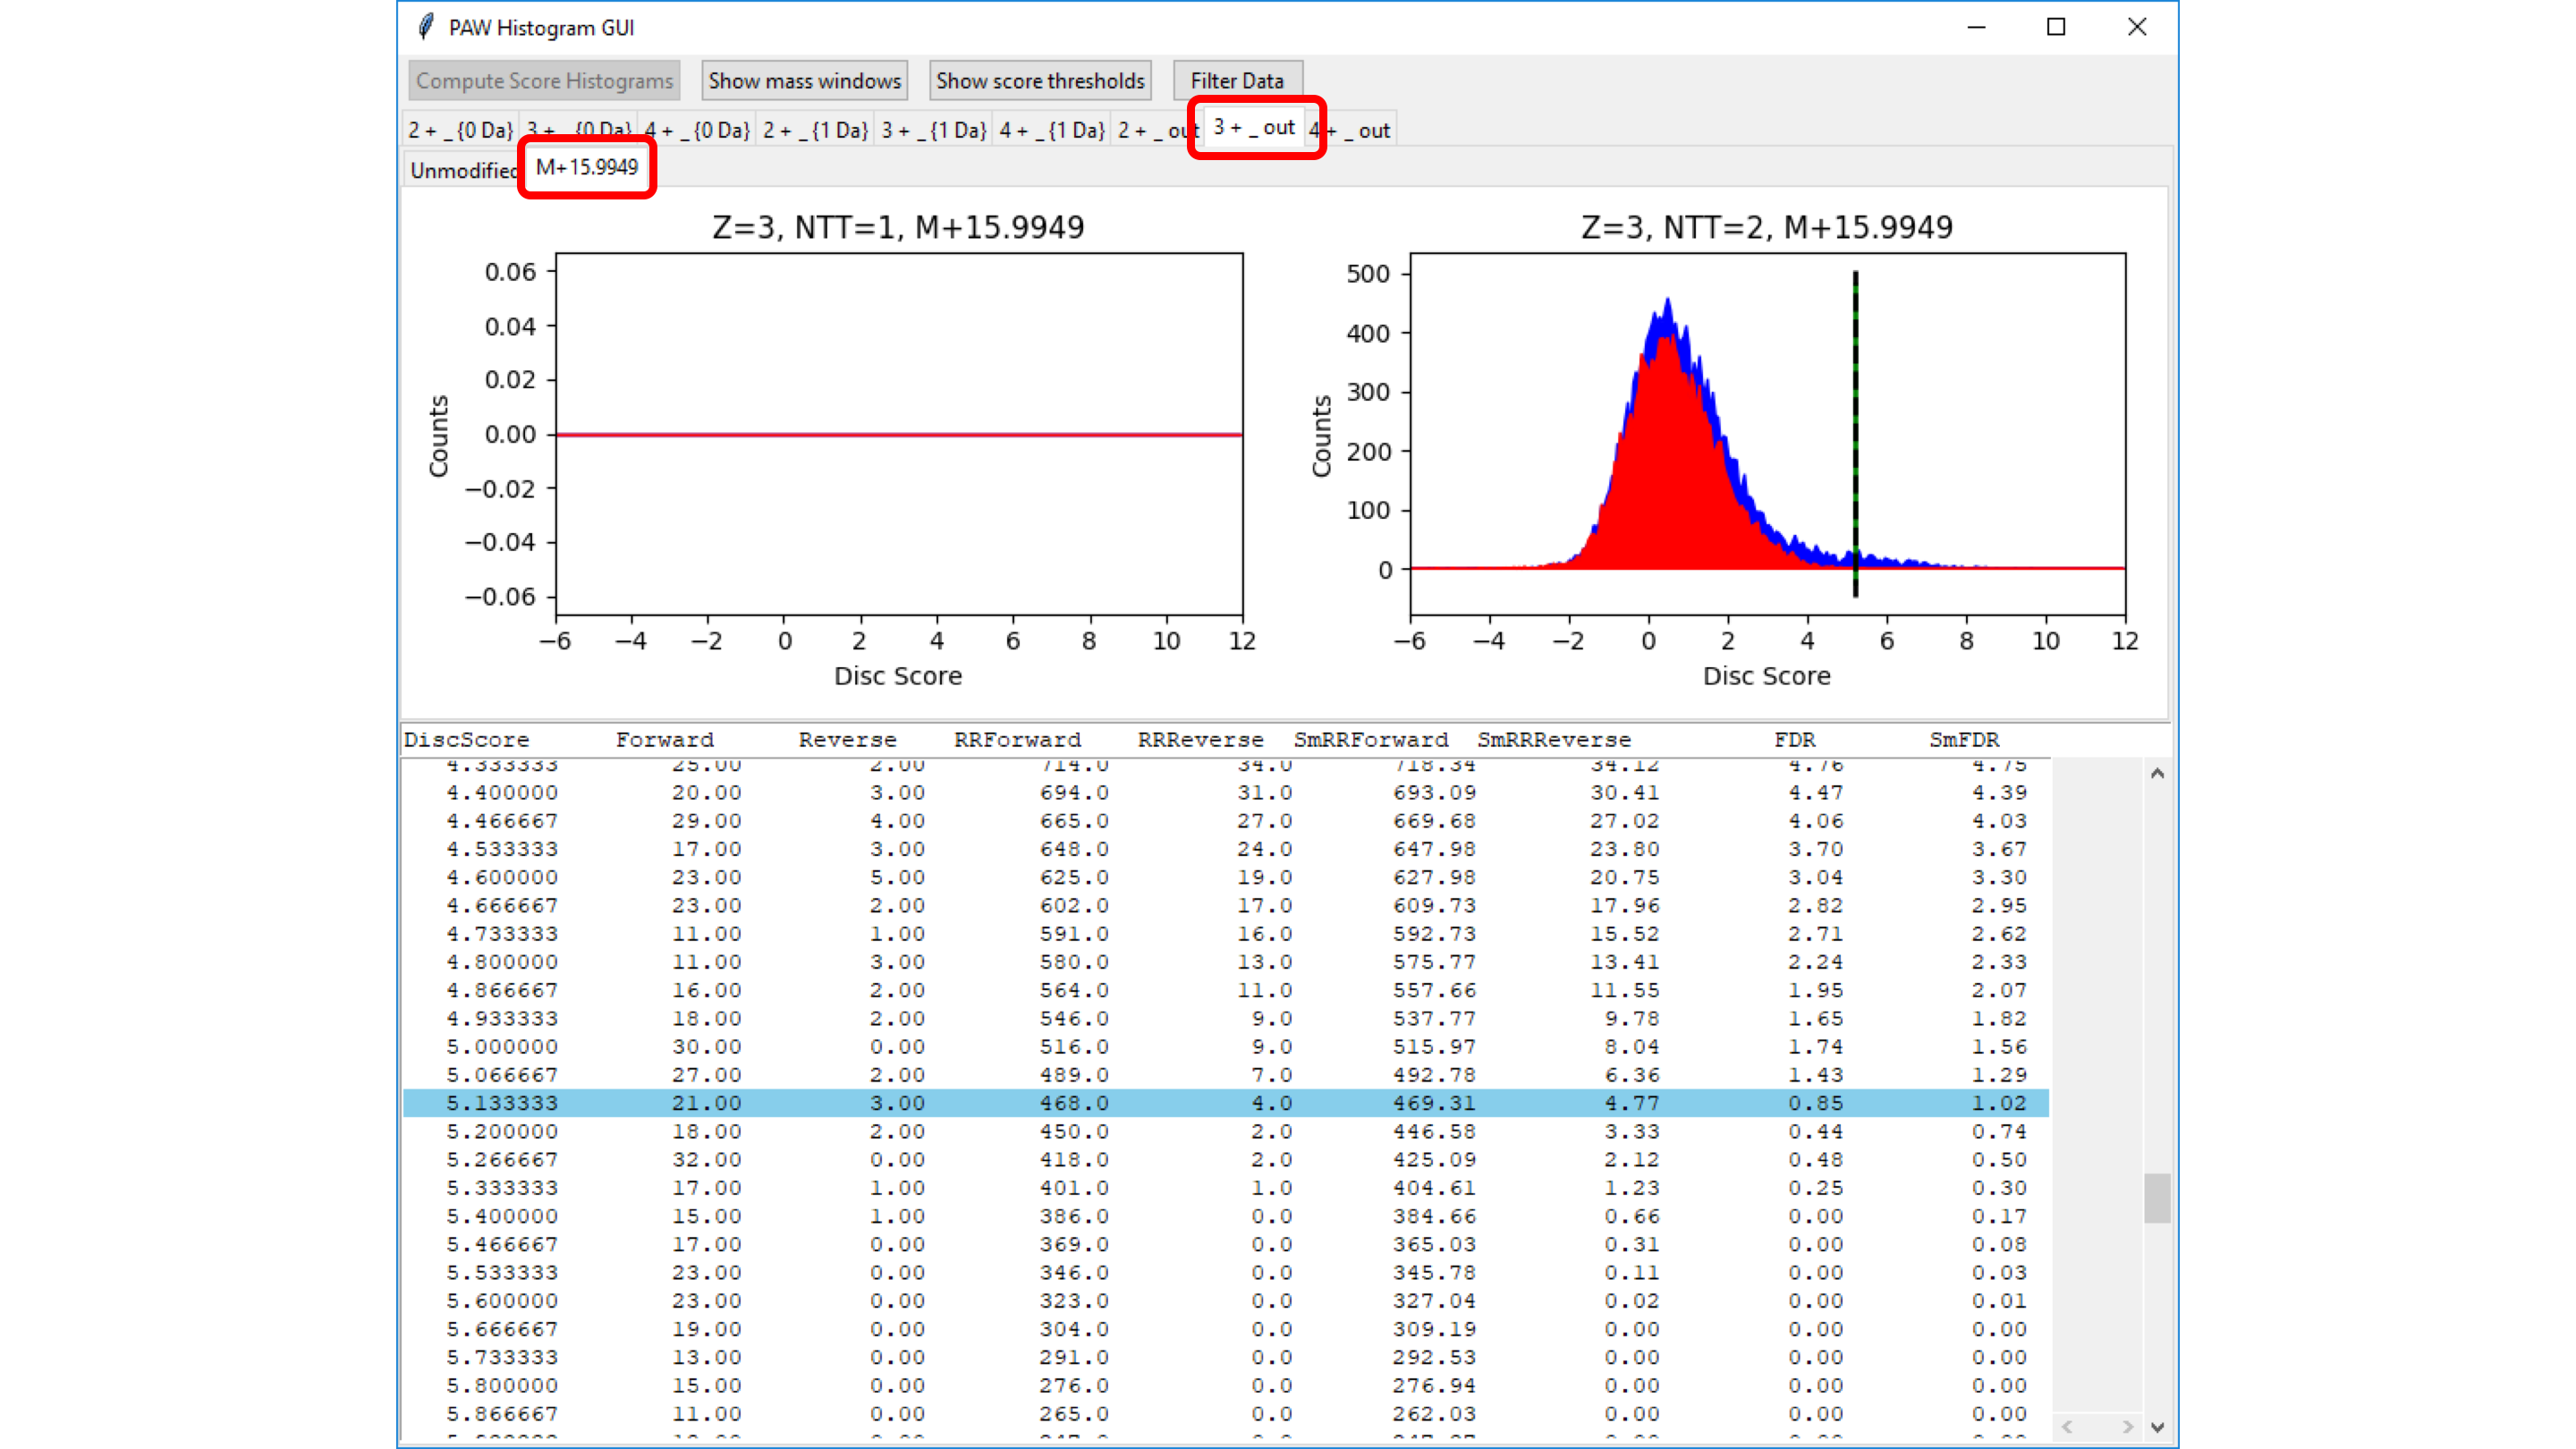 PAW Histogram GUI
Compute Score Histograms Show mass windows Show score thresholds Filter Data
2 + _ {0 Da} 3 + _ {0 Da} 4 + _ {0 Da} 2 + _ {1 Da} 3 + _ {1 Da} 4 + _ {1 Da} 2 + _ out 3 + _ out 4 + _ out
Unmodified M+15.9949
Z=3, NTT=1, M+15.9949
0.06
0.04
0.02
0.00
−0.02
−0.04
−0.06
Counts
−6 −4 −2 0 2 4 6 8 10 12
Disc Score
Z=3, NTT=2, M+15.9949
500
400
300
200
100
0
Counts
−6 −4 −2 0 2 4 6 8 10 12
Disc Score
DiscScore Forward Reverse RRForward RRReverse SmRRForward SmRRReverse FDR SmFDR
4.333333 25.00 2.00 714.0 34.0 718.34 34.12 4.76 4.75
4.400000 20.00 3.00 694.0 31.0 693.09 30.41 4.47 4.39
4.466667 29.00 4.00 665.0 27.0 669.68 27.02 4.06 4.03
4.533333 17.00 3.00 648.0 24.0 647.98 23.80 3.70 3.67
4.600000 23.00 5.00 625.0 19.0 627.98 20.75 3.04 3.30
4.666667 23.00 2.00 602.0 17.0 609.73 17.96 2.82 2.95
4.733333 11.00 1.00 591.0 16.0 592.73 15.52 2.71 2.62
4.800000 11.00 3.00 580.0 13.0 575.77 13.41 2.24 2.33
4.866667 16.00 2.00 564.0 11.0 557.66 11.55 1.95 2.07
4.933333 18.00 2.00 546.0 9.0 537.77 9.78 1.65 1.82
5.000000 30.00 0.00 516.0 9.0 515.97 8.04 1.74 1.56
5.066667 27.00 2.00 489.0 7.0 492.78 6.36 1.43 1.29
5.133333 21.00 3.00 468.0 4.0 469.31 4.77 0.85 1.02
5.200000 18.00 2.00 450.0 2.0 446.58 3.33 0.44 0.74
5.266667 32.00 0.00 418.0 2.0 425.09 2.12 0.48 0.50
5.333333 17.00 1.00 401.0 1.0 404.61 1.23 0.25 0.30
5.400000 15.00 1.00 386.0 0.0 384.66 0.66 0.00 0.17
5.466667 17.00 0.00 369.0 0.0 365.03 0.31 0.00 0.08
5.533333 23.00 0.00 346.0 0.0 345.78 0.11 0.00 0.03
5.600000 23.00 0.00 323.0 0.0 327.04 0.02 0.00 0.01
5.666667 19.00 0.00 304.0 0.0 309.19 0.00 0.00 0.00
5.733333 13.00 0.00 291.0 0.0 292.53 0.00 0.00 0.00
5.800000 15.00 0.00 276.0 0.0 276.94 0.00 0.00 0.00
5.866667 11.00 0.00 265.0 0.0 262.03 0.00 0.00 0.00